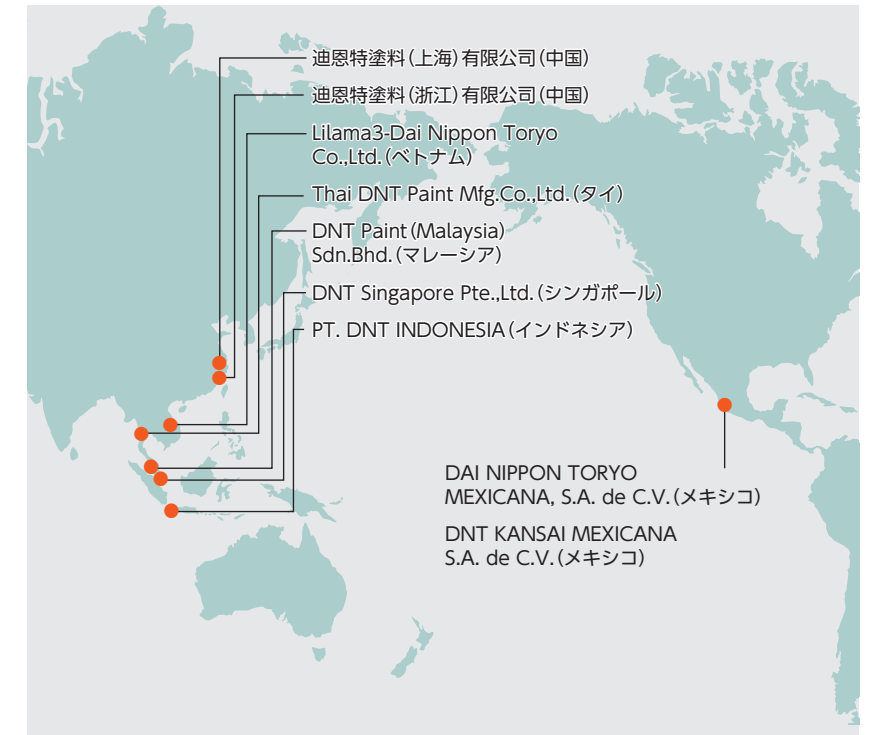 迪恩特塗料(上海)有限公司(中国)
迪恩特塗料(浙江)有限公司(中国)
Lilama3-Dai Nippon Toryo
Co.,Ltd.(ベトナム)
Thai DNT Paint Mfg.Co.,Ltd.(タイ)
DNT Paint(Malaysia)
Sdn.Bhd.(マレーシア)
DNT Singapore Pte.,Ltd.(シンガポール)
PT. DNT INDONESIA(インドネシア)
DAI NIPPON TORYO
MEXICANA, S.A. de C.V.(メキシコ)
DNT KANSAI MEXICANA
S.A. de C.V.(メキシコ)